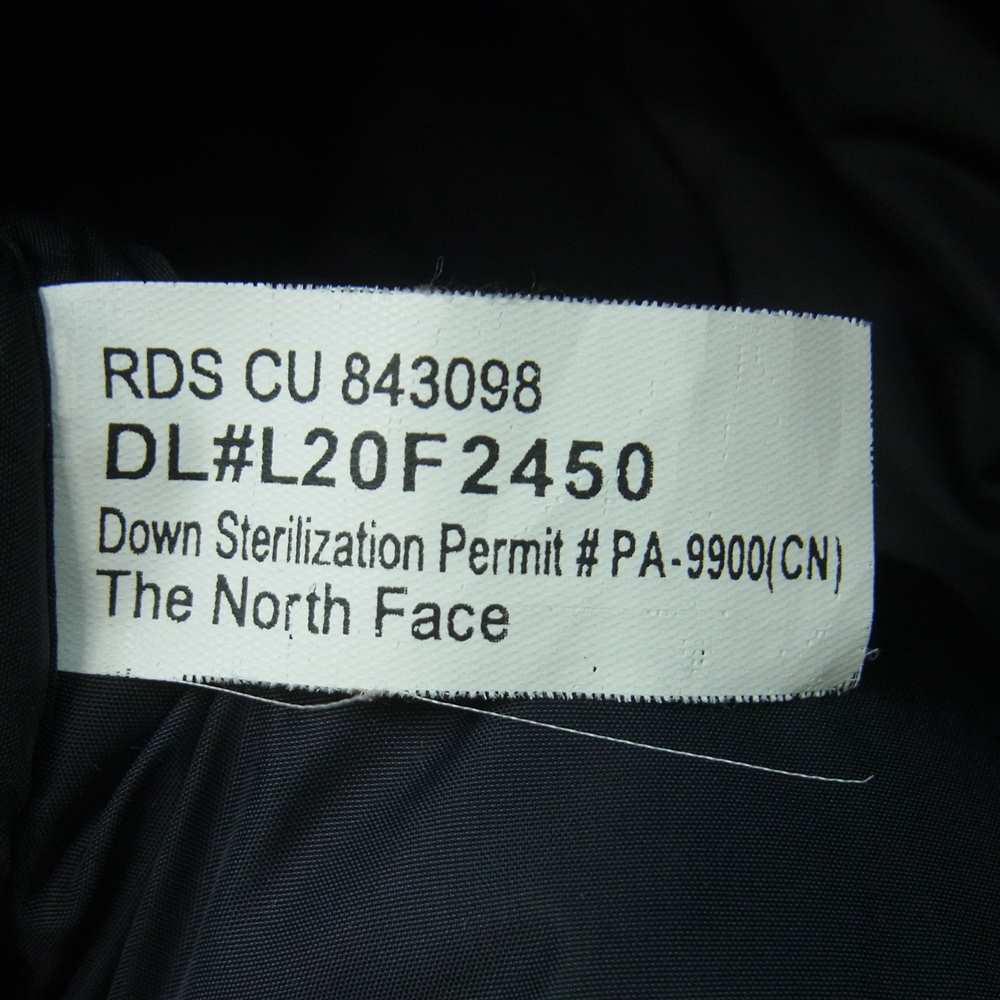 RDS CU 843098
DL#L20F2450
Down Sterilization Permit # PA-9900(CN)
The North Face